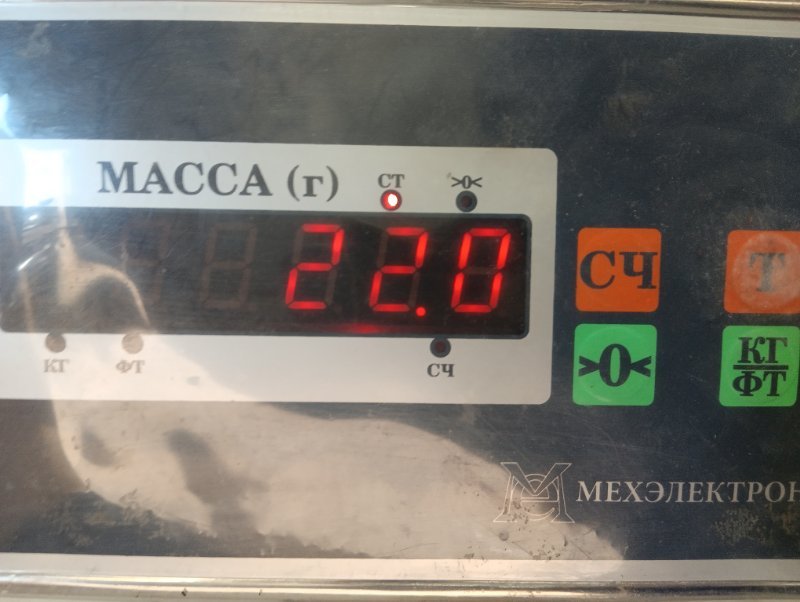 МАССА (г)
СТ >0<
22.0
КГ ФТ СЧ
СЧ Т
>0< КГ
ФТ
МЕХЭЛЕКТРОН